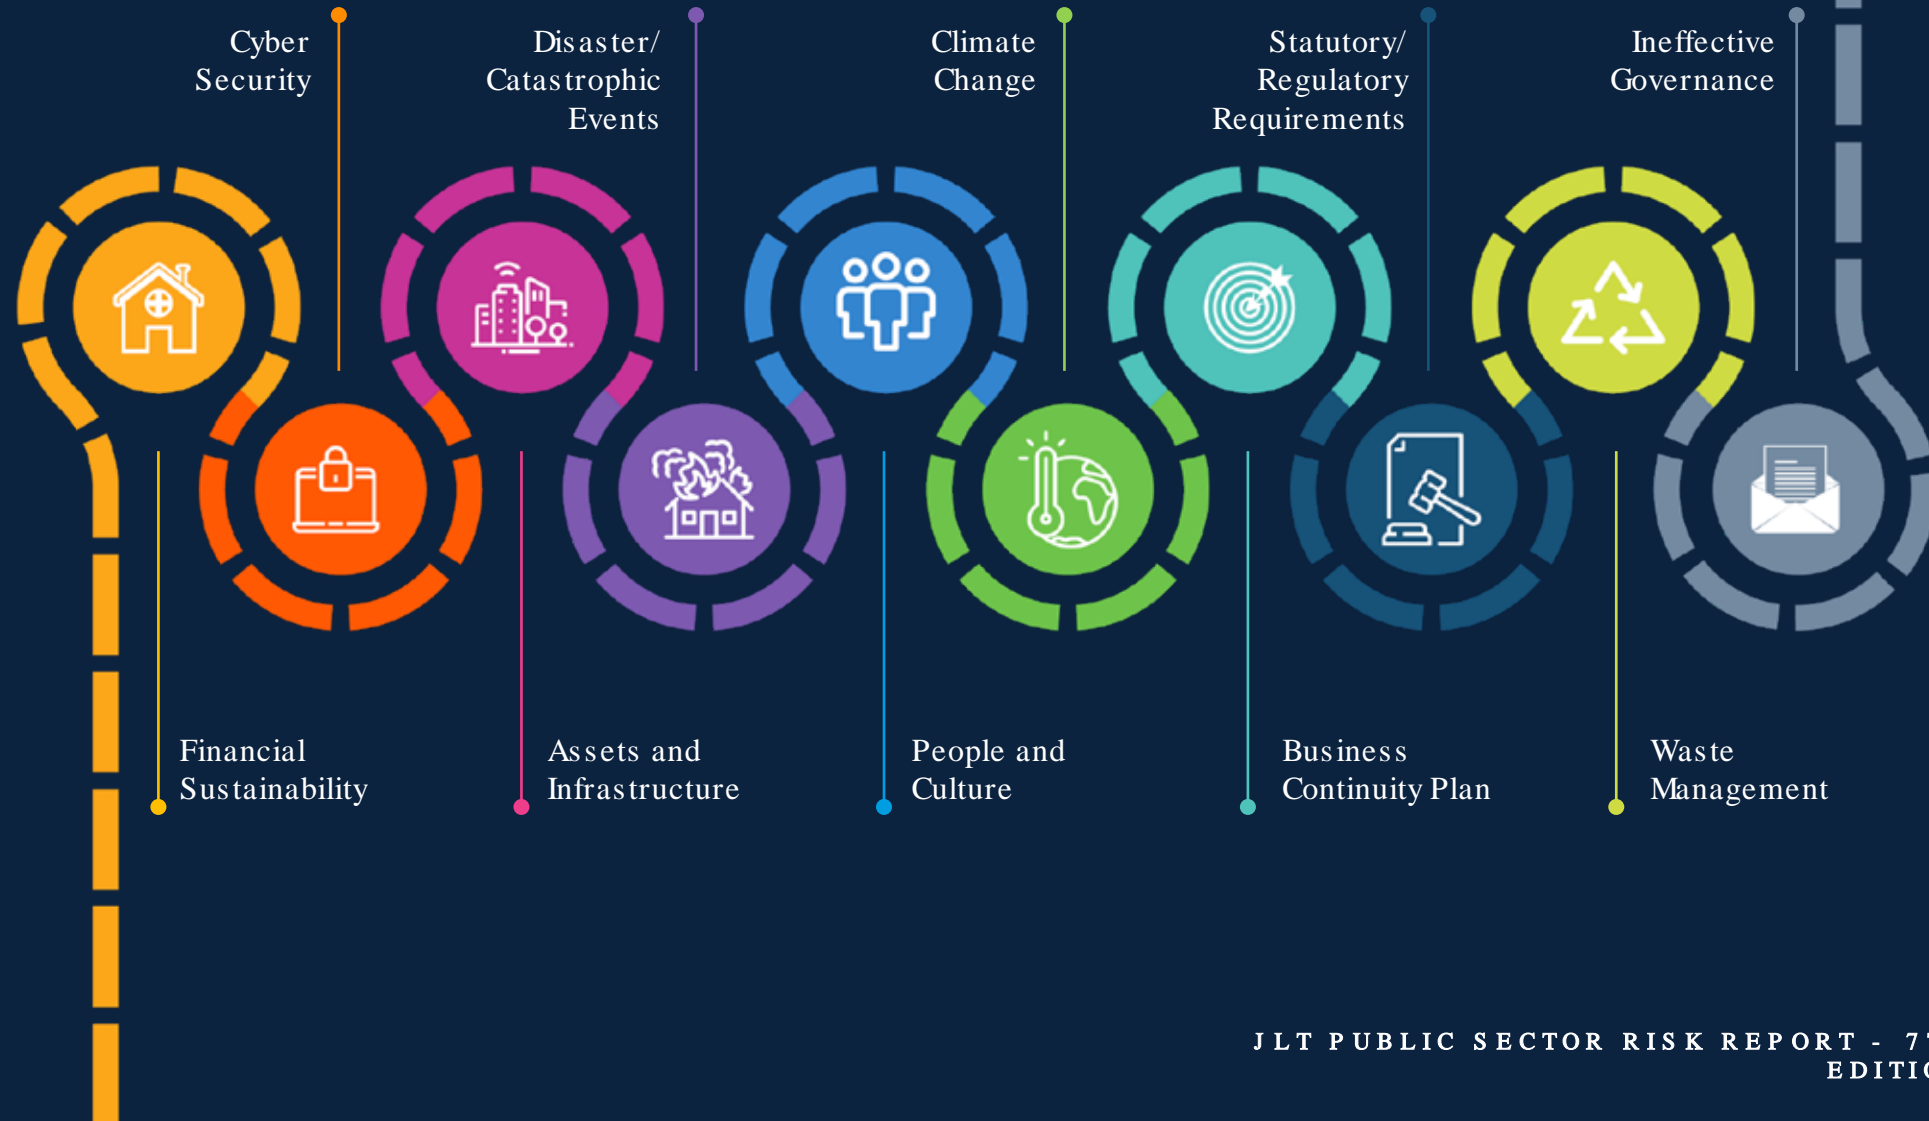 Cyber
Security
Disaster/
Catastrophic
Events
Climate
Change
Statutory/
Regulatory
Requirements
Ineffective
Governance
Financial
Sustainability
Assets and
Infrastructure
People and
Culture
Business
Continuity Plan
Waste
Management
JLT PUBLIC SECTOR RISK REPORT -